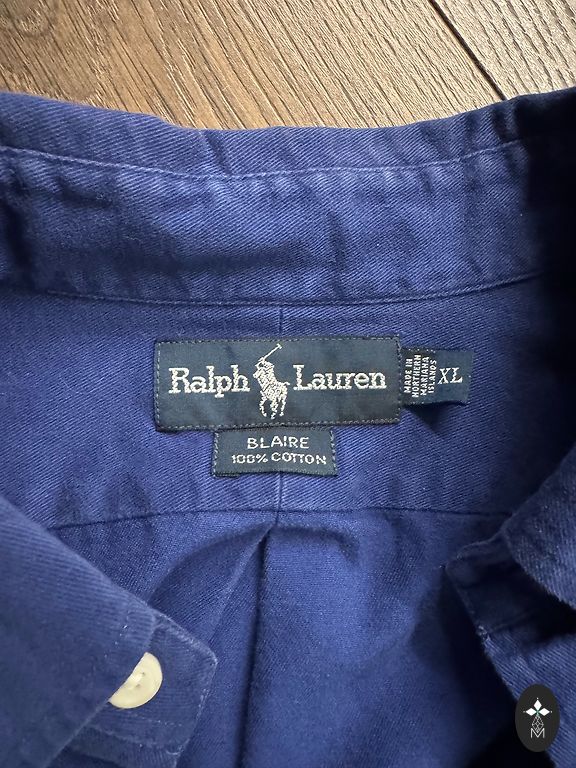 Ralph Lauren
MADE IN
NORTHERN
MARIANA
ISLANDS
XL
BLAIRE
100% COTTON
M